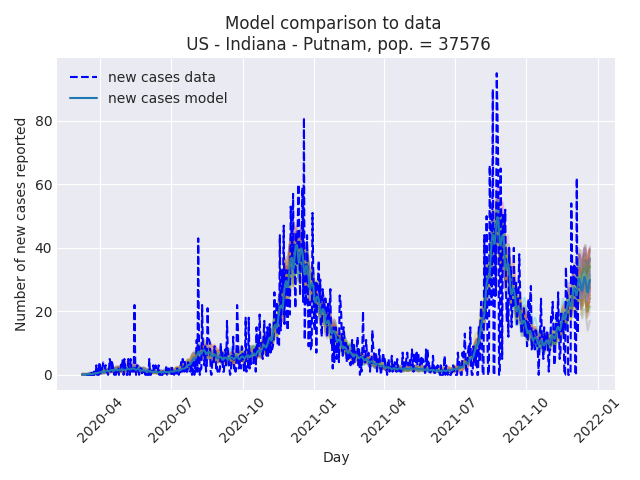 Model comparison to data
US - Indiana - Putnam, pop. = 37576
new cases data
new cases model
Number of new cases reported
80
60
40
20
0
2020-04
2020-07
2020-10
2021-01
2021-04
2021-07
2021-10
2022-01
Day